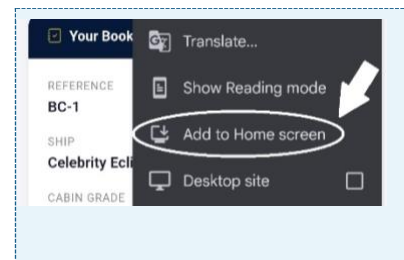 Your Book
Translate...
REFERENCE
Show Reading mode
BC-1
SHIP
Add to Home screen
Celebrity Ecli
Desktop site
CABIN GRADE